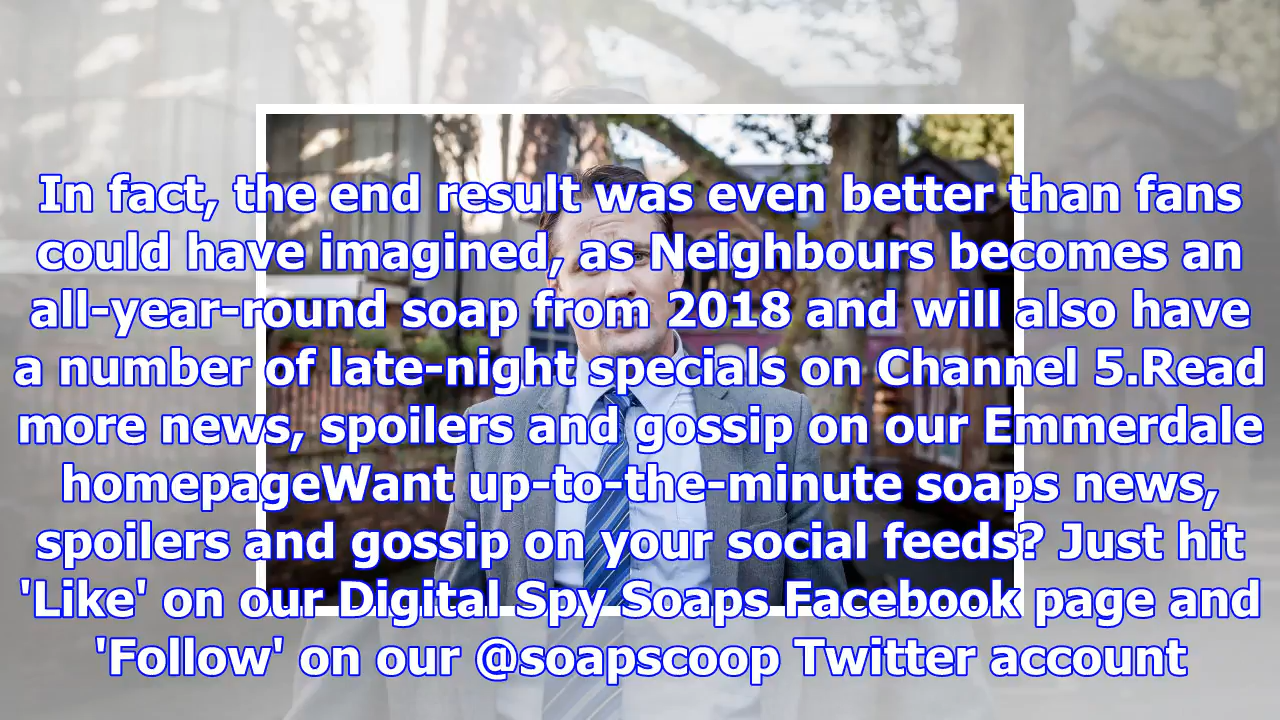 In fact, the end result was even better than fans
could have imagined, as Neighbours becomes an
all-year-round soap from 2018 and will also have
a number of late-night specials on Channel 5.Read
more news, spoilers and gossip on our Emmerdale
homepageWant up-to-the-minute soaps news,
spoilers and gossip on your social feeds? Just hit
'Like' on our Digital Spy Soaps Facebook page and
'Follow' on our @soapscoop Twitter account